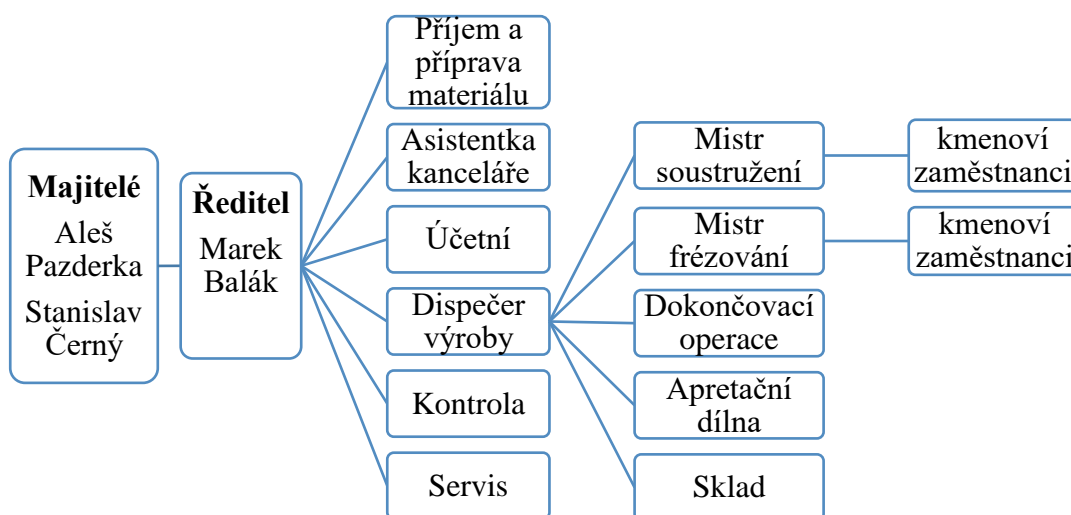 Majitelé
Aleš
Pazderka
Stanislav
Černý
Ředitel
Marek
Balák
Příjem a
příprava
materiálu
Asistentka
kanceláře
Účetní
Dispečer
výroby
Kontrola
Servis
Mistr
soustružení
Mistr
frézování
Dokončovací
operace
Apretační
dílna
Sklad
kmenoví
zaměstnanci
kmenoví
zaměstnanci